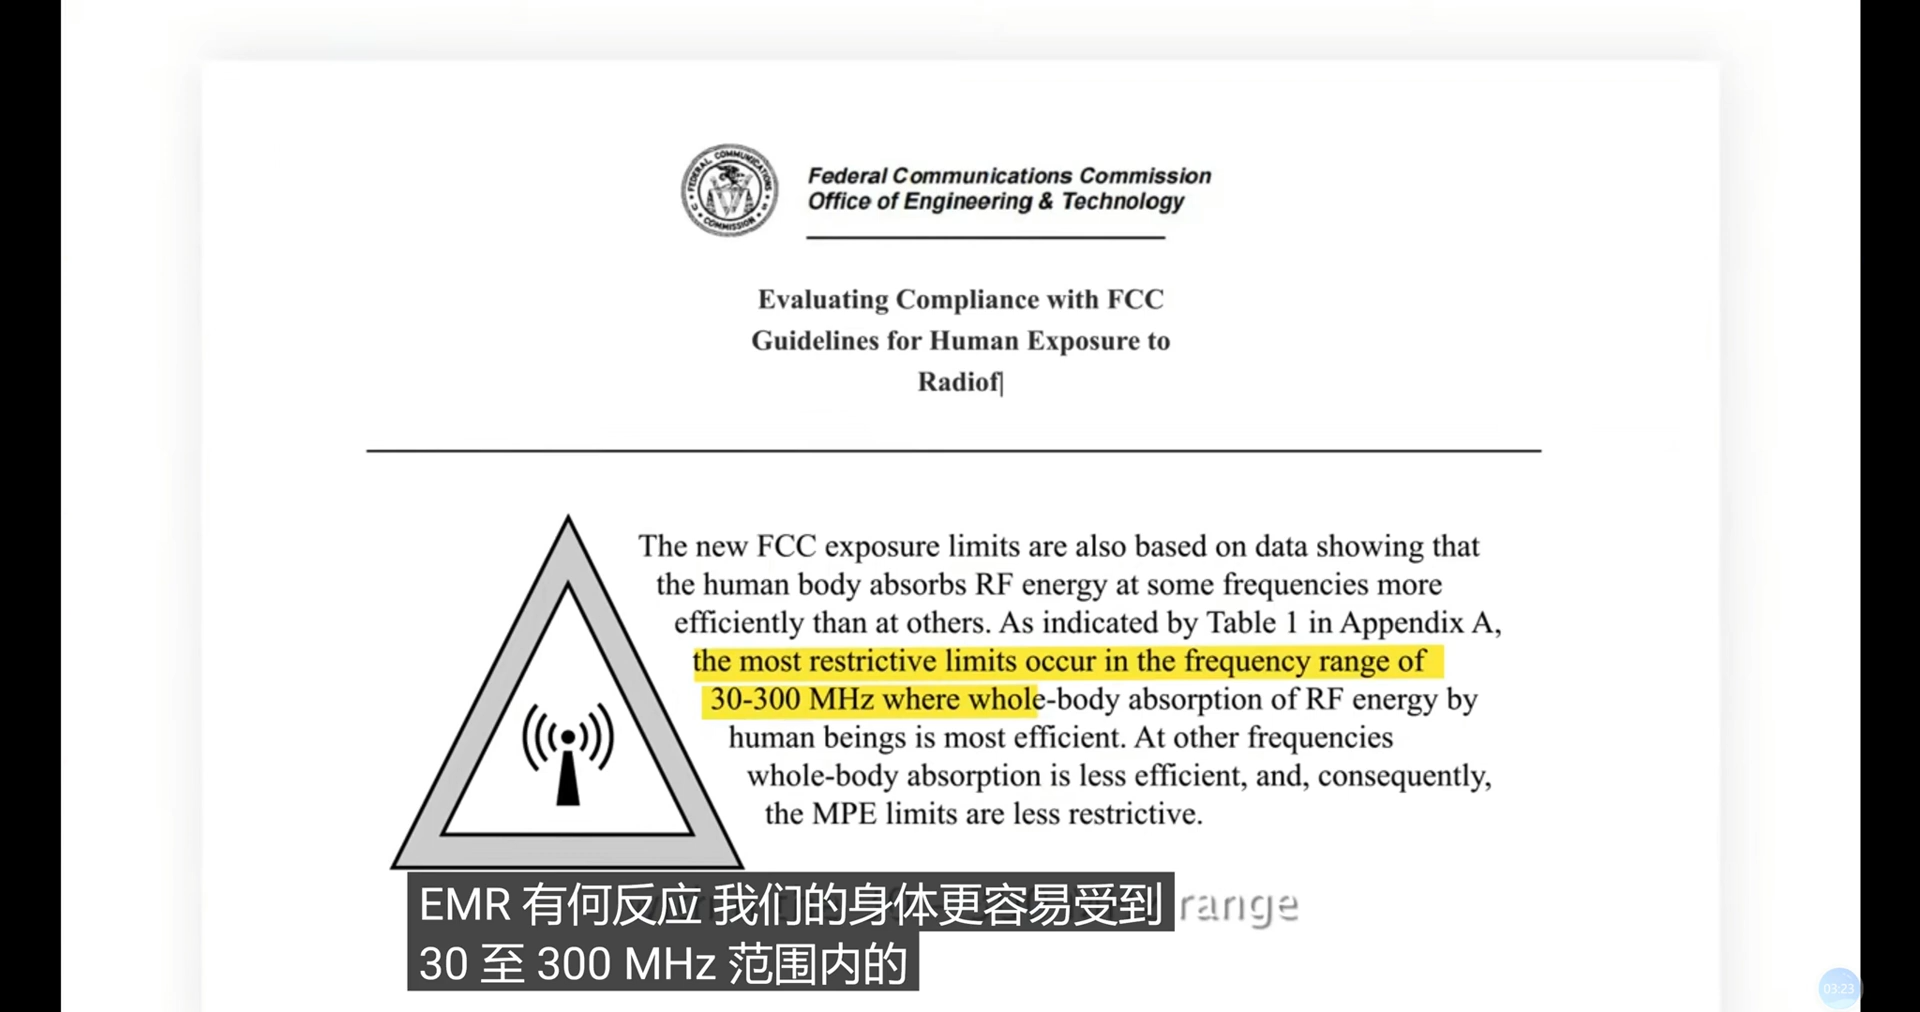 Federal Communications Commission
Office of Engineering & Technology
Evaluating Compliance with FCC
Guidelines for Human Exposure to
Radiof
The new FCC exposure limits are also based on data showing that
the human body absorbs RF energy at some frequencies more
efficiently than at others. As indicated by Table 1 in Appendix A,
the most restrictive limits occur in the frequency range of
30-300 MHz where whole-body absorption of RF energy by
human beings is most efficient. At other frequencies
whole-body absorption is less efficient, and, consequently,
the MPE limits are less restrictive.
EMR 有何反应 我们的身体更容易受到
range
30 至 300 MHz 范围内的
03:23